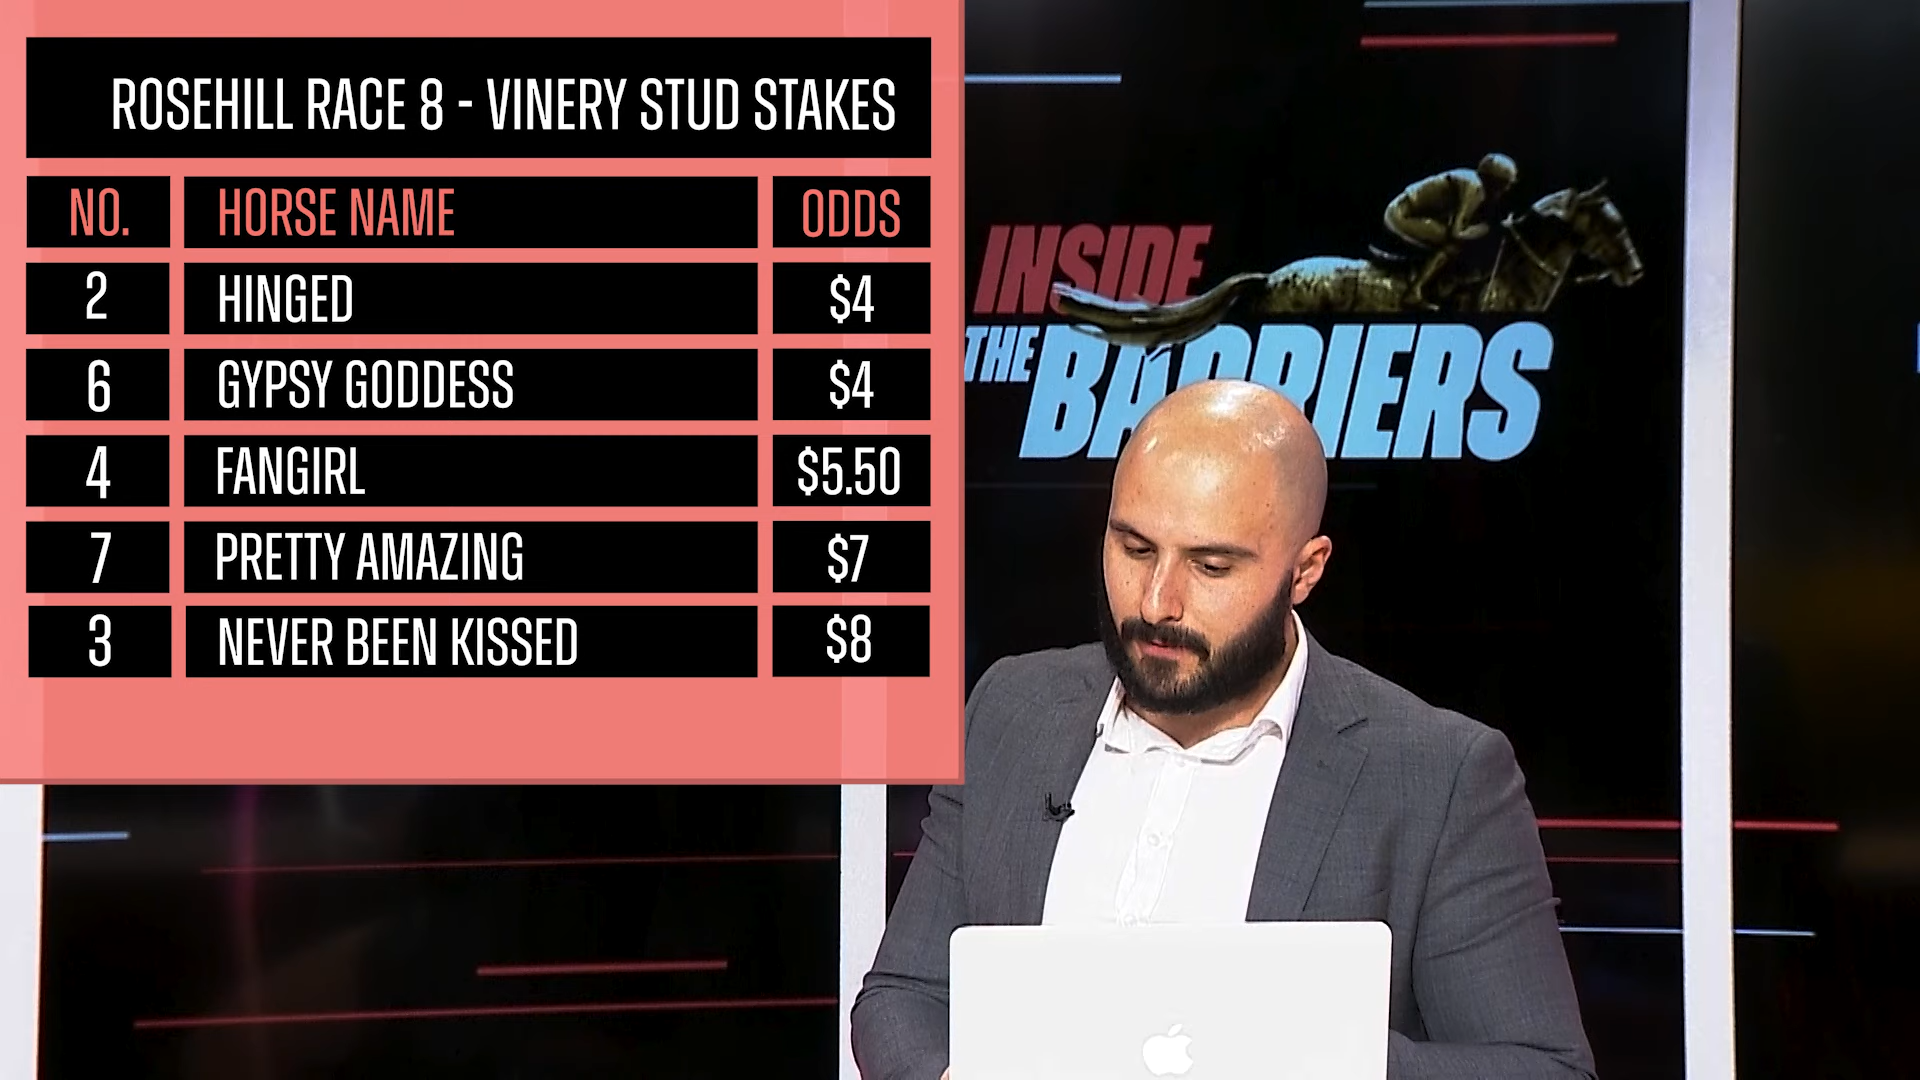 ROSEHILL RACE 8 - VINERY STUD STAKES
NO. HORSE NAME ODDS
2 HINGED $4
6 GYPSY GODDESS $4
4 FANGIRL $5.50
7 PRETTY AMAZING $7
3 NEVER BEEN KISSED $8
INSIDE
THE BARRIERS